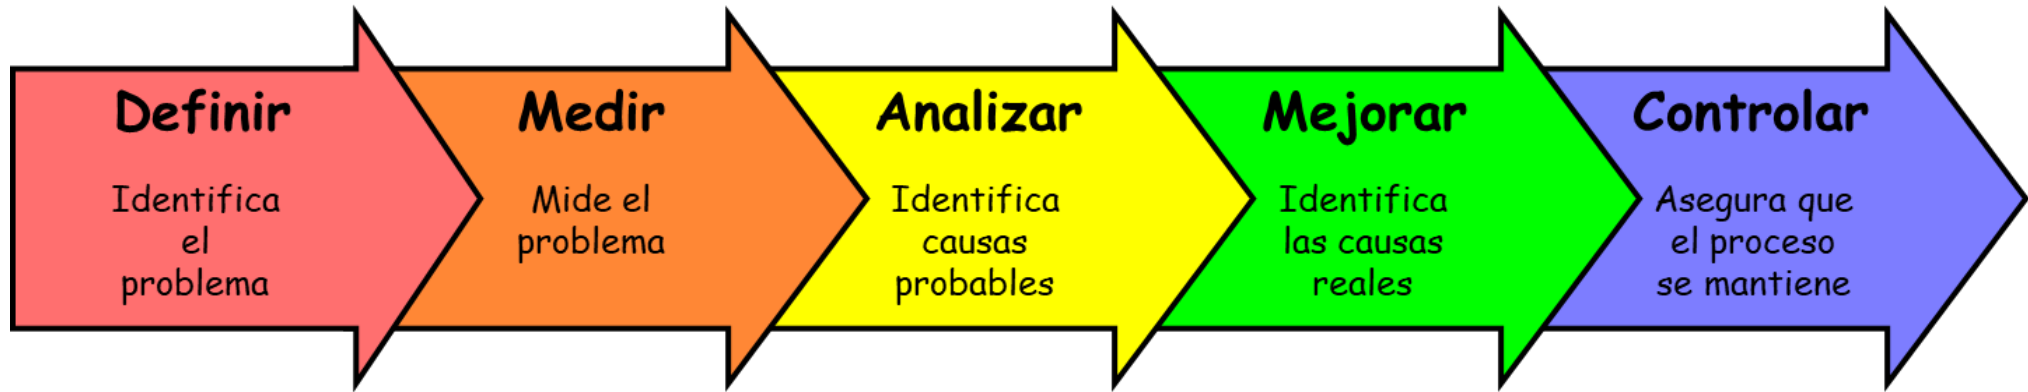 Definir
Identifica
el
problema
Medir
Mide el
problema
Analizar
Identifica
causas
probables
Mejorar
Identifica
las causas
reales
Controlar
Asegura que
el proceso
se mantiene